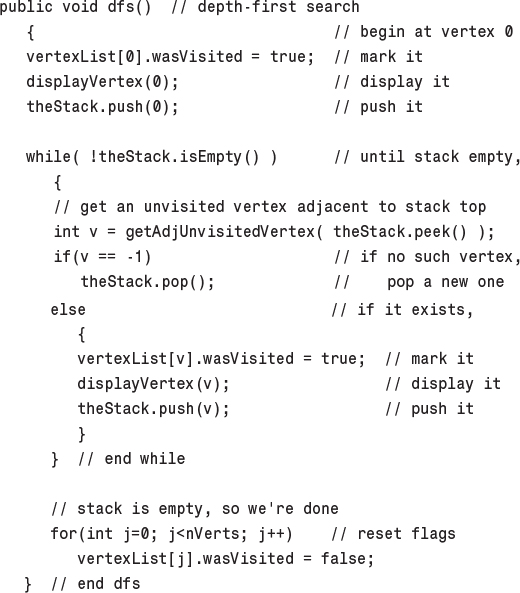 public void dfs()  // depth-first search
   {                                 // begin at vertex 0
   vertexList[0].wasVisited = true;  // mark it
   displayVertex(0);                 // display it
   theStack.push(0);                 // push it

   while( !theStack.isEmpty() )      // until stack empty,
      {
      // get an unvisited vertex adjacent to stack top
      int v = getAdjUnvisitedVertex( theStack.peek() );
      if(v == -1)                    // if no such vertex,
         theStack.pop();             //    pop a new one
      else                           // if it exists,
         {
         vertexList[v].wasVisited = true;  // mark it
         displayVertex(v);                 // display it
         theStack.push(v);                 // push it
         }
      }  // end while

      // stack is empty, so we're done
      for(int j=0; j<nVerts; j++)    // reset flags
         vertexList[j].wasVisited = false;
   }  // end dfs